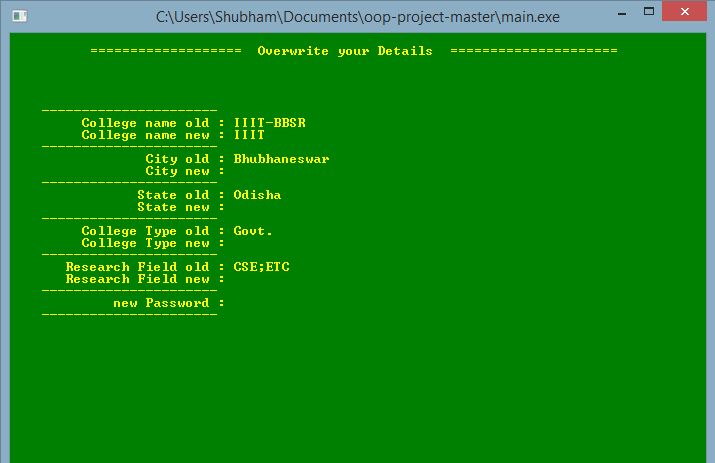 C:\Users\Shubham\Documents\oop-project-master\main.exe
=================== Overwrite your Details =====================
----------------------
College name old : IIIT-BBSR
College name new : IIIT
----------------------
City old : Bhubhaneswar
City new :
----------------------
State old : Odisha
State new :
----------------------
College Type old : Govt.
College Type new :
----------------------
Research Field old : CSE;ETC
Research Field new :
----------------------
new Password :
----------------------